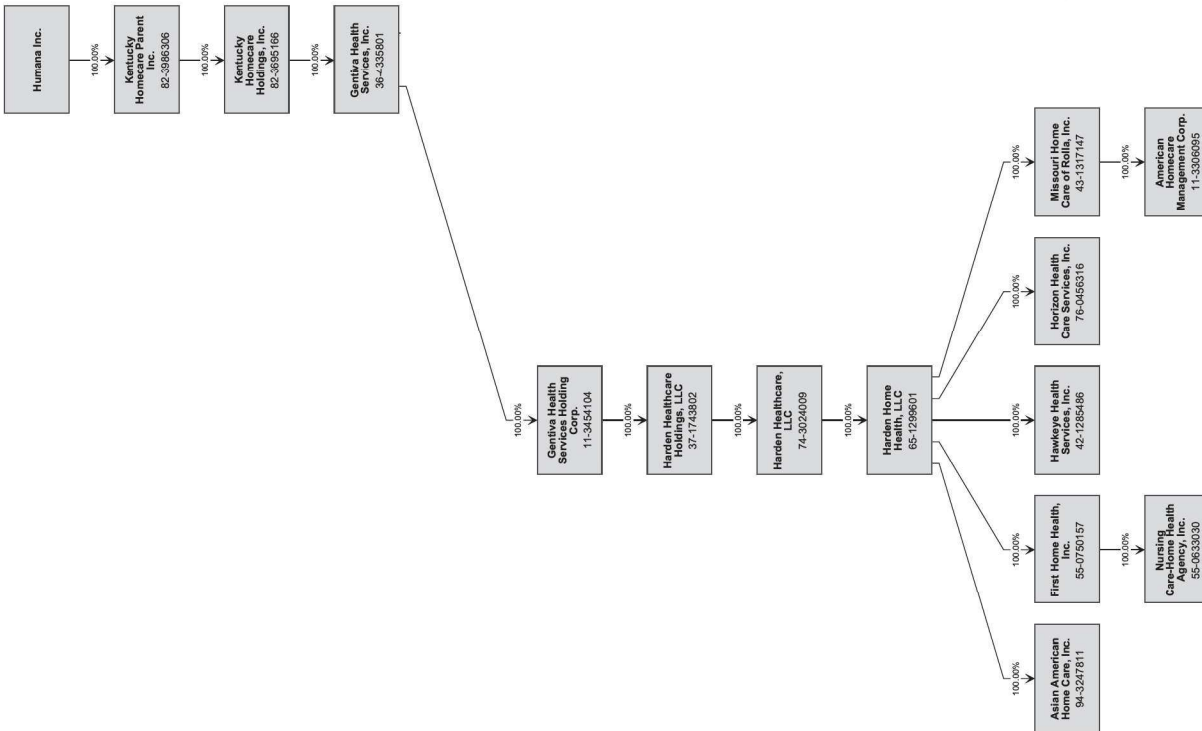 Humana Inc.
100.00%
Kentucky
Homecare Parent
Inc.
82-3986306
100.00%
Kentucky
Homecare
Holdings, Inc.
82-3695166
100.00%
Gentiva Health
Services, Inc.
36-4335801
100.00%
Gentiva Health
Services Holding
Corp.
11-3454104
100.00%
Harden Healthcare
Holdings, LLC
37-1743802
100.00%
Harden Healthcare,
LLC
74-3024009
100.00%
Harden Home
Health, LLC
65-1299601
100.00%
Asian American
Home Care, Inc.
94-3247811
100.00%
First Home Health,
Inc.
55-0750157
100.00%
Hawkeye Health
Services, Inc.
42-1285486
100.00%
Horizon Health
Care Services, Inc.
76-0456316
100.00%
Missouri Home
Care of Rolla, Inc.
43-1317147
100.00%
Nursing
Care-Home Health
Agency, Inc.
55-0633030
100.00%
American
Homecare
Management Corp.
11-3306095